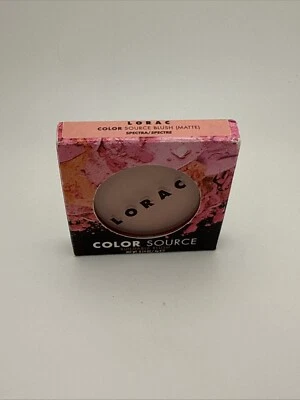 LORAC
COLOR SOURCE BLUSH (MATTE)
SPECTRA/SPECTRE
LORAC
COLOR SOURCE